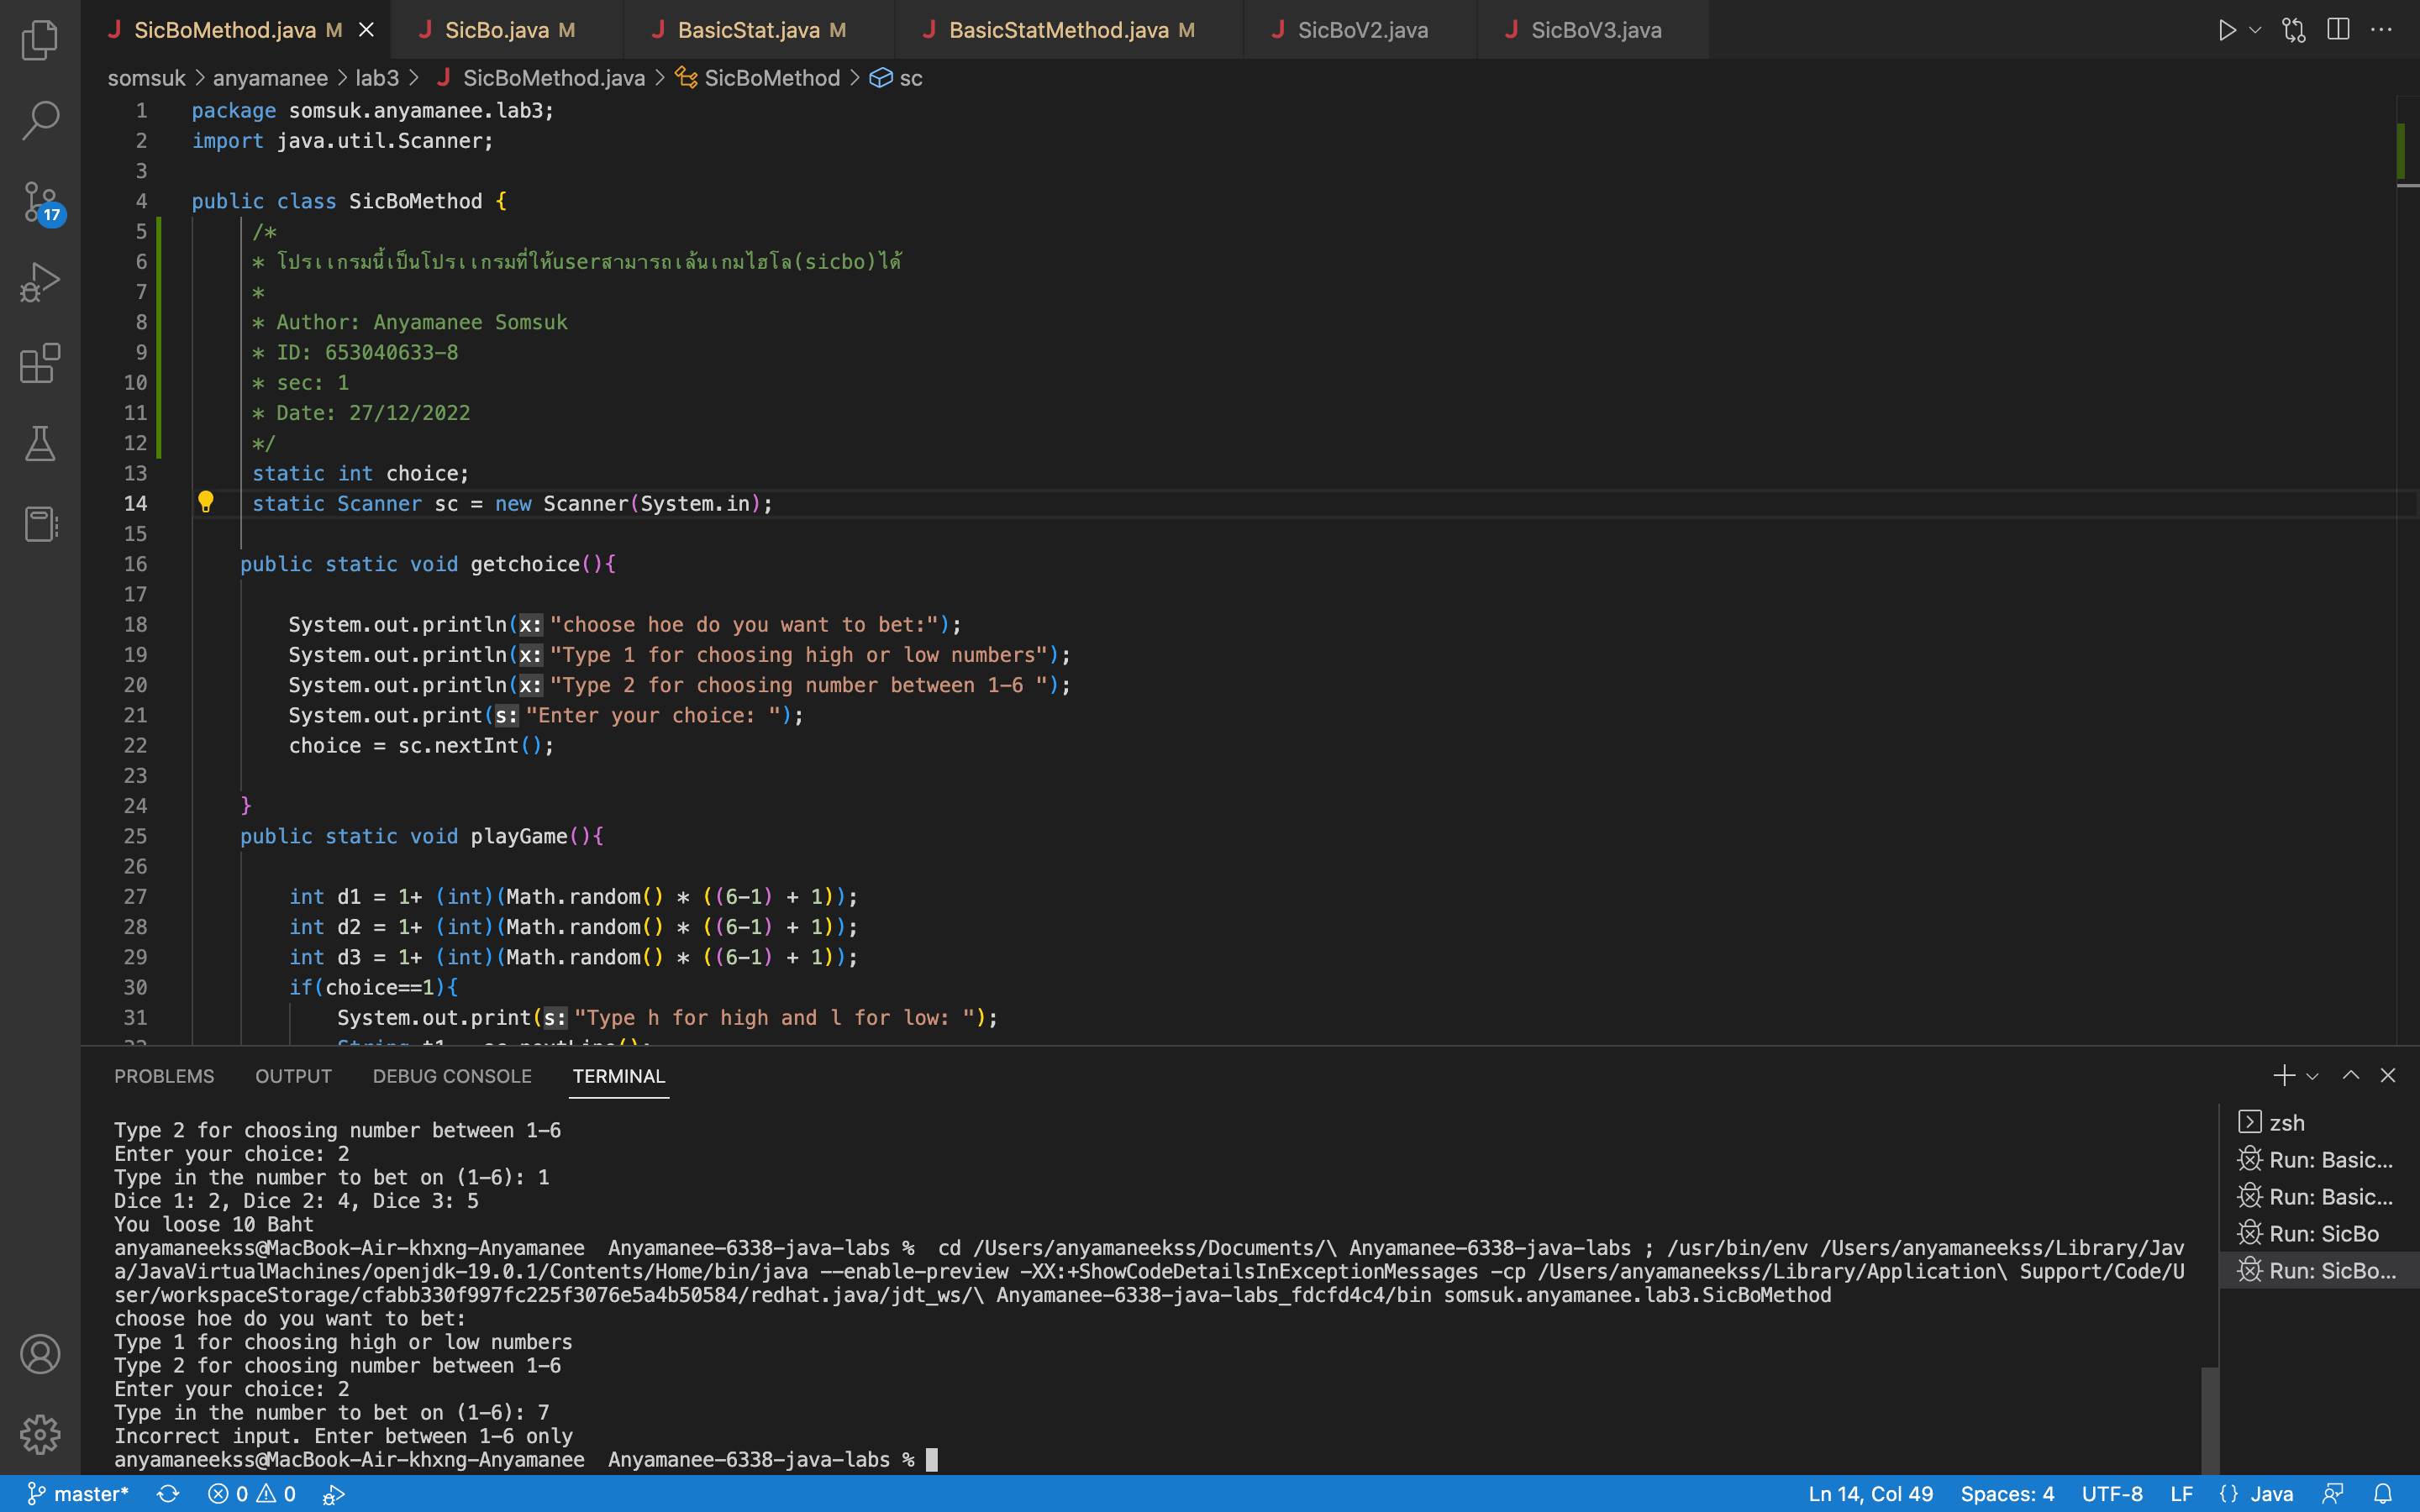 SicBoMethod.java M
SicBo.java M
BasicStat.java M
BasicStatMethod.java M
SicBoV2.java
SicBoV3.java
somsuk > anyamanee > lab3 > SicBoMethod.java > SicBoMethod > sc
17
1 package somsuk.anyamanee.lab3;
2 import java.util.Scanner;
3
4 public class SicBoMethod {
5 /*
6 * โปรเเกรมนี้เป็นโปรเเกรมที่ให้userสามารถเล้นเกมไฮโล(sicbo)ได้
7 *
8 * Author: Anyamanee Somsuk
9 * ID: 653040633-8
10 * sec: 1
11 * Date: 27/12/2022
12 */
13 static int choice;
14 static Scanner sc = new Scanner(System.in);
15
16 public static void getchoice(){
17
18 System.out.println(x: "choose hoe do you want to bet:");
19 System.out.println(x: "Type 1 for choosing high or low numbers");
20 System.out.println(x: "Type 2 for choosing number between 1-6 ");
21 System.out.print(s: "Enter your choice: ");
22 choice = sc.nextInt();
23
24 }
25 public static void playGame(){
26
27 int d1 = 1+ (int)(Math.random() * ((6-1) + 1));
28 int d2 = 1+ (int)(Math.random() * ((6-1) + 1));
29 int d3 = 1+ (int)(Math.random() * ((6-1) + 1));
30 if(choice==1){
31 System.out.print(s: "Type h for high and l for low: ");
PROBLEMS OUTPUT DEBUG CONSOLE TERMINAL
Type 2 for choosing number between 1-6
Enter your choice: 2
Type in the number to bet on (1-6): 1
Dice 1: 2, Dice 2: 4, Dice 3: 5
You loose 10 Baht
anyamaneekss@MacBook-Air-khxng-Anyamanee  Anyamanee-6338-java-labs %  cd /Users/anyamaneekss/Documents/\ Anyamanee-6338-java-labs ; /usr/bin/env /Users/anyamaneekss/Library/Jav
a/JavaVirtualMachines/openjdk-19.0.1/Contents/Home/bin/java --enable-preview -XX:+ShowCodeDetailsInExceptionMessages -cp /Users/anyamaneekss/Library/Application\ Support/Code/U
ser/workspaceStorage/cfabb330f997fc225f3076e5a4b50584/redhat.java/jdt_ws/\ Anyamanee-6338-java-labs_fdcfd4c4/bin somsuk.anyamanee.lab3.SicBoMethod
choose hoe do you want to bet:
Type 1 for choosing high or low numbers
Type 2 for choosing number between 1-6
Enter your choice: 2
Type in the number to bet on (1-6): 7
Incorrect input. Enter between 1-6 only
anyamaneekss@MacBook-Air-khxng-Anyamanee  Anyamanee-6338-java-labs %
zsh
Run: Basic...
Run: Basic...
Run: SicBo
Run: SicBo...
master* 0 0
Ln 14, Col 49 Spaces: 4 UTF-8 LF {} Java